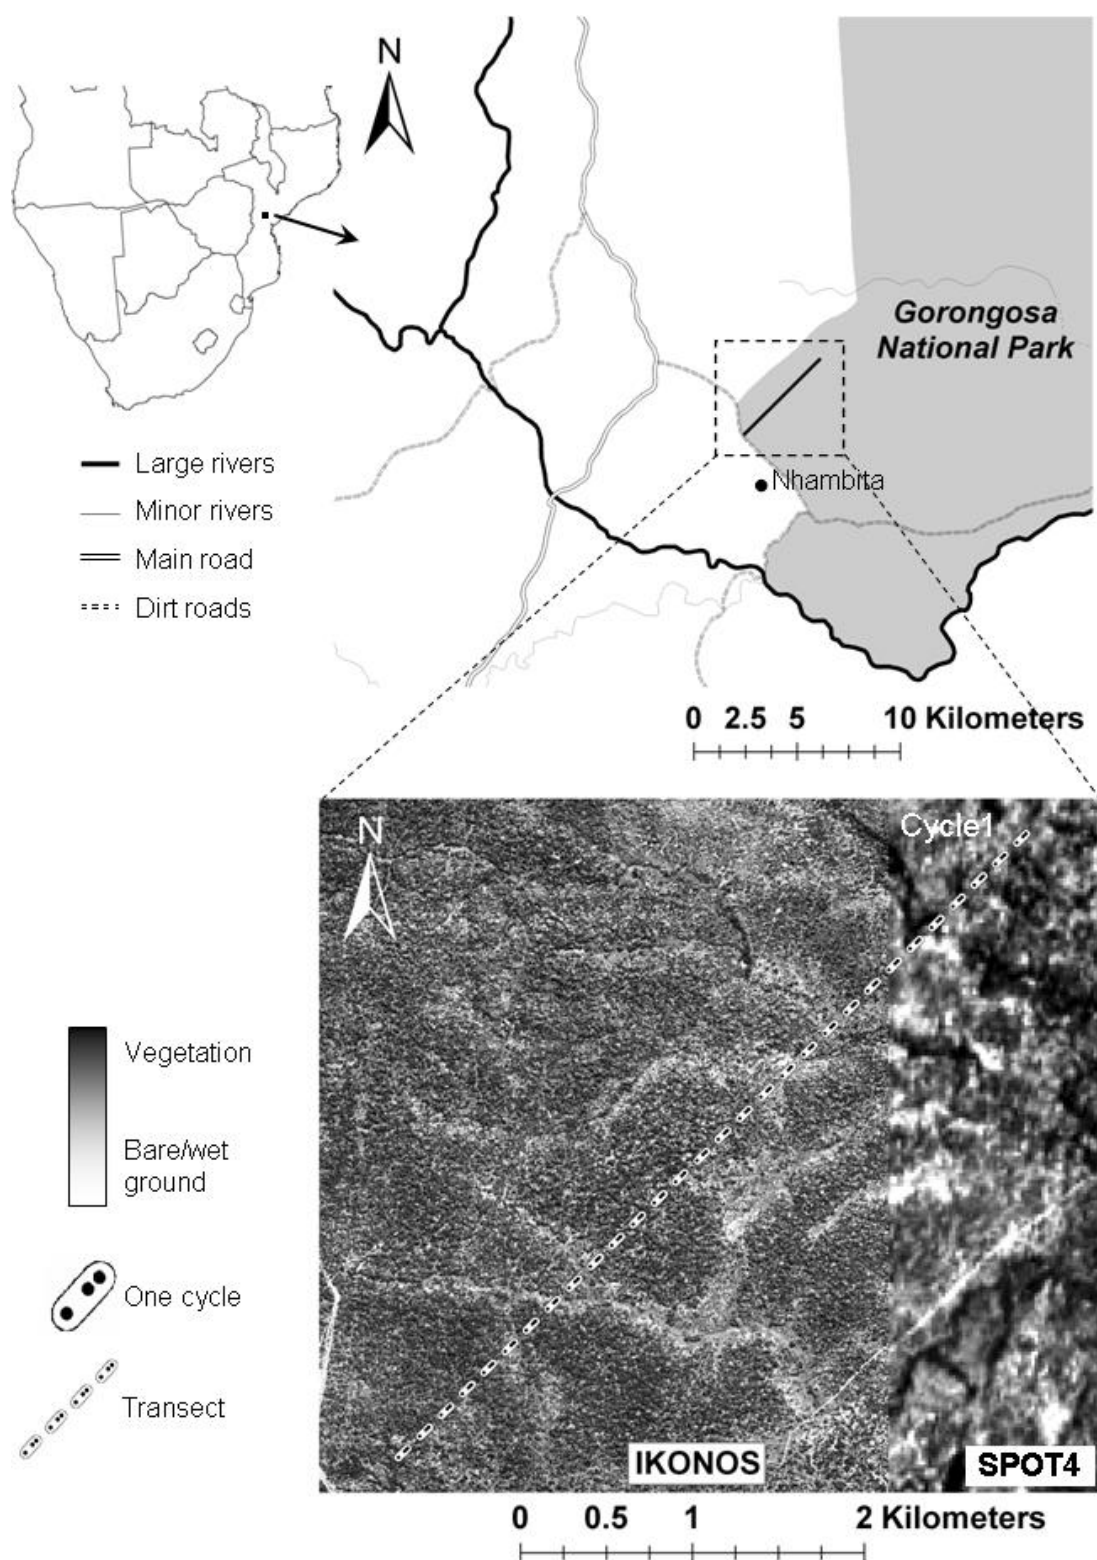 N
Gorongosa
National Park
Large rivers
Minor rivers
Main road
Dirt roads
Nhambita
0 2.5 5 10 Kilometers
N
Cycle1
Vegetation
Bare/wet
ground
One cycle
Transect
IKONOS
SPOT4
0 0.5 1 2 Kilometers